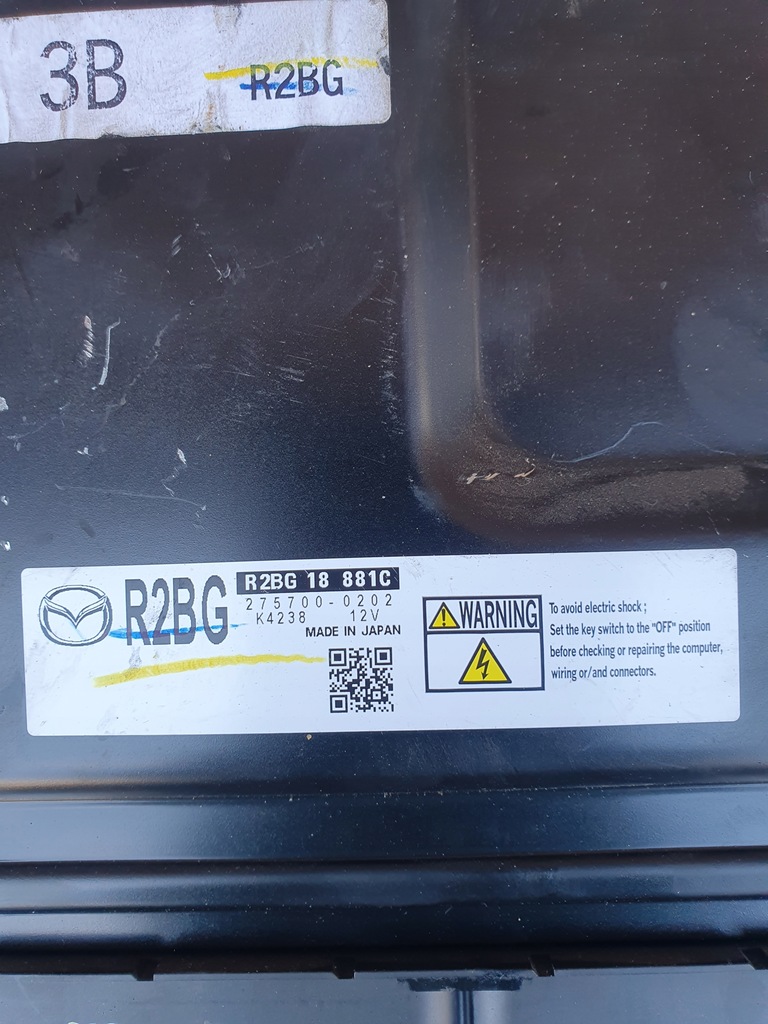 3B R2BG
R2BG
R2BG 18 881C
275700-0202
K4238 12V
MADE IN JAPAN
WARNING
To avoid electric shock ;
Set the key switch to the "OFF" position
before checking or repairing the computer,
wiring or/and connectors.